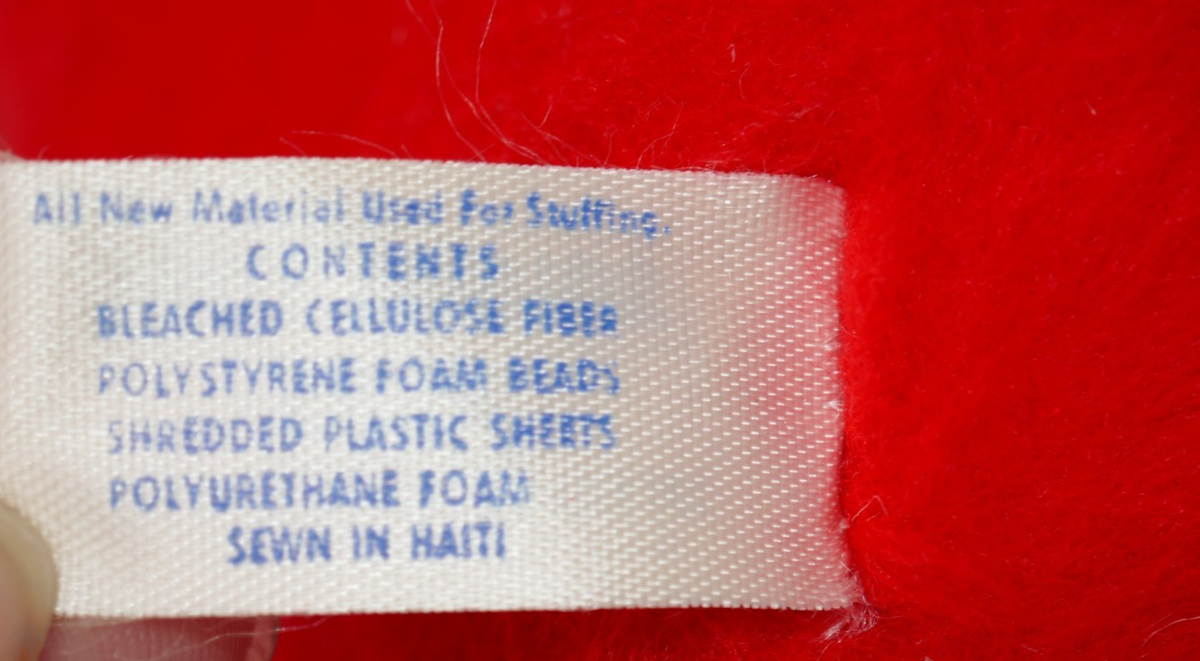 All New Material Used For Stuffing.
CONTENTS
BLEACHED CELLULOSE FIBER
POLYSTYRENE FOAM BEADS
SHREDDED PLASTIC SHEETS
POLYURETHANE FOAM
SEWN IN HAITI